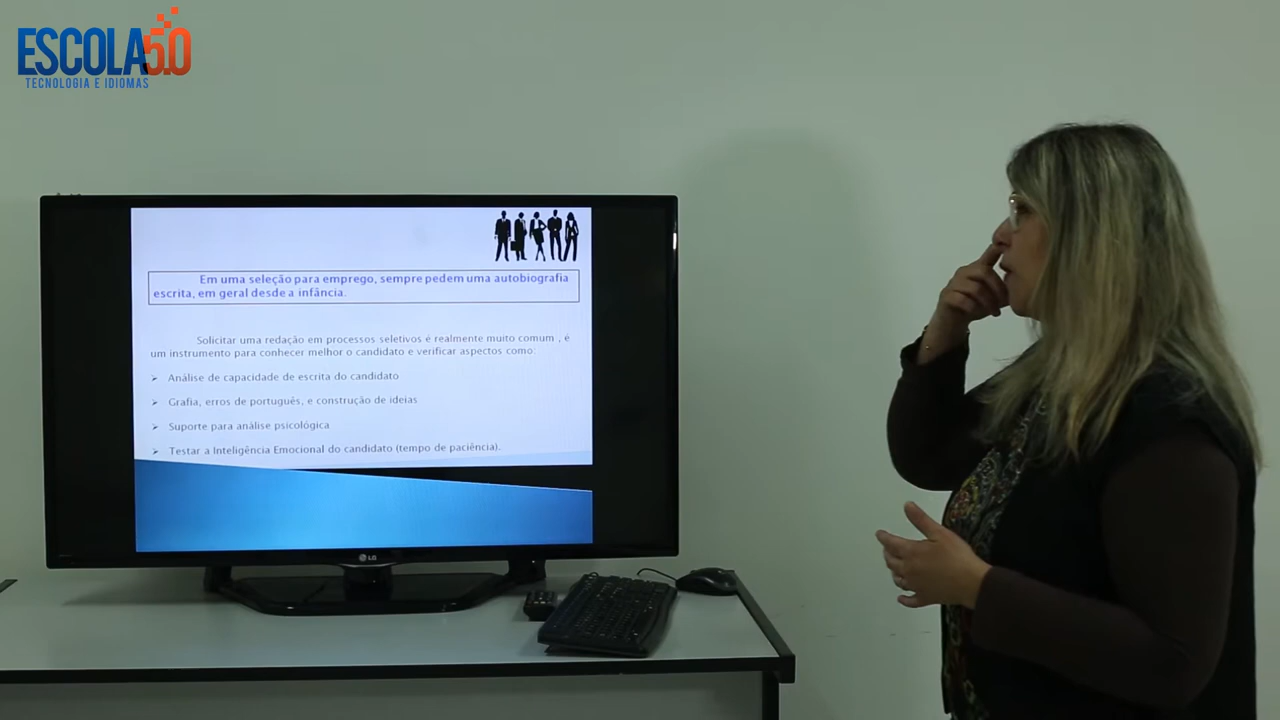 ESCOLA 5.0
TECNOLOGIA E IDIOMAS
Em uma seleção para emprego, sempre pedem uma autobiografia
escrita, em geral desde a infância.
Solicitar uma redação em processos seletivos é realmente muito comum , é
um instrumento para conhecer melhor o candidato e verificar aspectos como:
Análise de capacidade de escrita do candidato
Grafia, erros de português, e construção de ideias
Suporte para análise psicológica
Testar a Inteligência Emocional do candidato (tempo de paciência).
LG